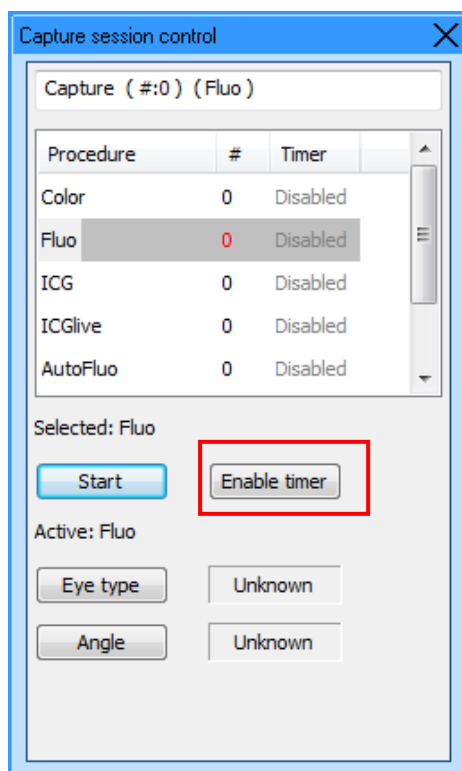 Capture session control
Capture ( #:0 ) ( Fluo )
Procedure # Timer
Color 0 Disabled
Fluo 0 Disabled
ICG 0 Disabled
ICGlive 0 Disabled
AutoFluo 0 Disabled
Selected: Fluo
Start Enable timer
Active: Fluo
Eye type Unknown
Angle Unknown